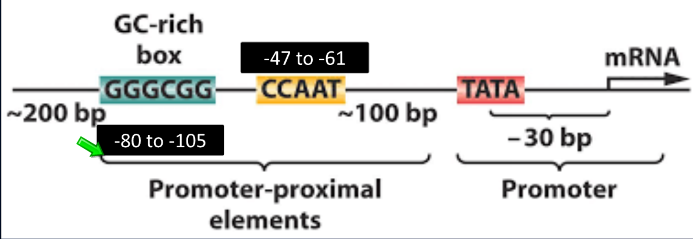 GC-rich
box
-47 to -61
mRNA
GGGCGG
CCAAT
TATA
~200 bp
~100 bp
-80 to -105
–30 bp
Promoter-proximal
elements
Promoter